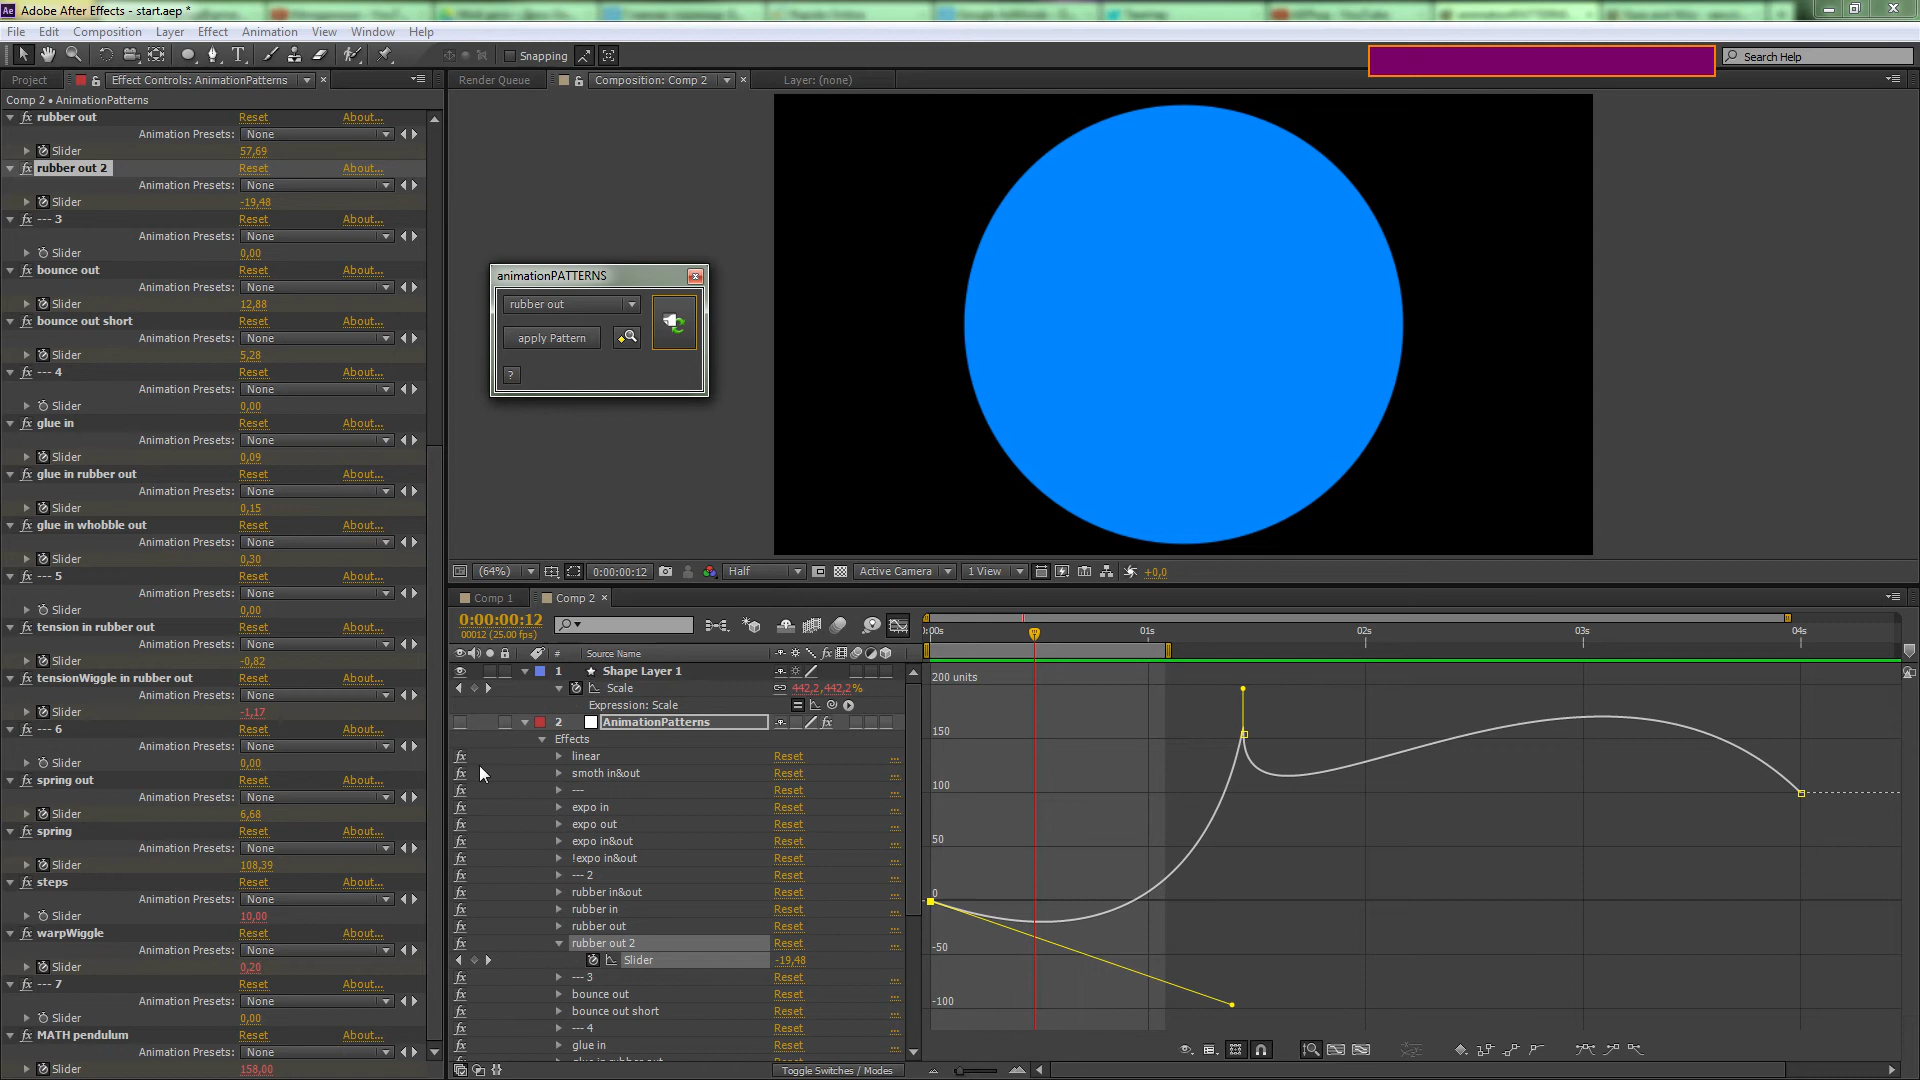 Adobe After Effects - start.aep *
File Edit Composition Layer Effect Animation View Window Help
Snapping
Search Help
Project Effect Controls: AnimationPatterns
Render Queue Composition: Comp 2 Layer: (none)
Comp 2 • AnimationPatterns
rubber out Reset About...
Animation Presets: None
Slider 57,69
rubber out 2 Reset About...
Animation Presets: None
Slider -19,48
--- 3 Reset About...
Animation Presets: None
Slider 0,00
bounce out Reset About...
Animation Presets: None
Slider 12,88
bounce out short Reset About...
Animation Presets: None
Slider 5,28
--- 4 Reset About...
Animation Presets: None
Slider 0,00
glue in Reset About...
Animation Presets: None
Slider 0,09
glue in rubber out Reset About...
Animation Presets: None
Slider 0,15
glue in whobble out Reset About...
Animation Presets: None
Slider 0,30
--- 5 Reset About...
Animation Presets: None
Slider 0,00
tension in rubber out Reset About...
Animation Presets: None
Slider -0,82
tensionWiggle in rubber out Reset About...
Animation Presets: None
Slider -1,17
--- 6 Reset About...
Animation Presets: None
Slider 0,00
spring out Reset About...
Animation Presets: None
Slider 6,68
spring Reset About...
Animation Presets: None
Slider 108,39
steps Reset About...
Animation Presets: None
Slider 10,00
warpWiggle Reset About...
Animation Presets: None
Slider 0,20
--- 7 Reset About...
Animation Presets: None
Slider 0,00
MATH pendulum Reset About...
Animation Presets: None
Slider 158,00
animationPATTERNS
rubber out
apply Pattern
?
(64%) 0:00:00:12 Half Active Camera 1 View +0,0
Comp 1 Comp 2
0:00:00:12
00012 (25.00 fps)
# Source Name
1 Shape Layer 1
Scale 442,2,442,2%
Expression: Scale
2 AnimationPatterns
Effects
linear Reset ...
smoth in&out Reset ...
--- Reset ...
expo in Reset ...
expo out Reset ...
expo in&out Reset ...
!expo in&out Reset ...
--- 2 Reset ...
rubber in&out Reset ...
rubber in Reset ...
rubber out Reset ...
rubber out 2 Reset ...
Slider -19,48
--- 3 Reset ...
bounce out Reset ...
bounce out short Reset ...
--- 4 Reset ...
glue in Reset ...
Toggle Switches / Modes
:00s 01s 02s 03s 04s
200 units
150
100
50
0
-50
-100